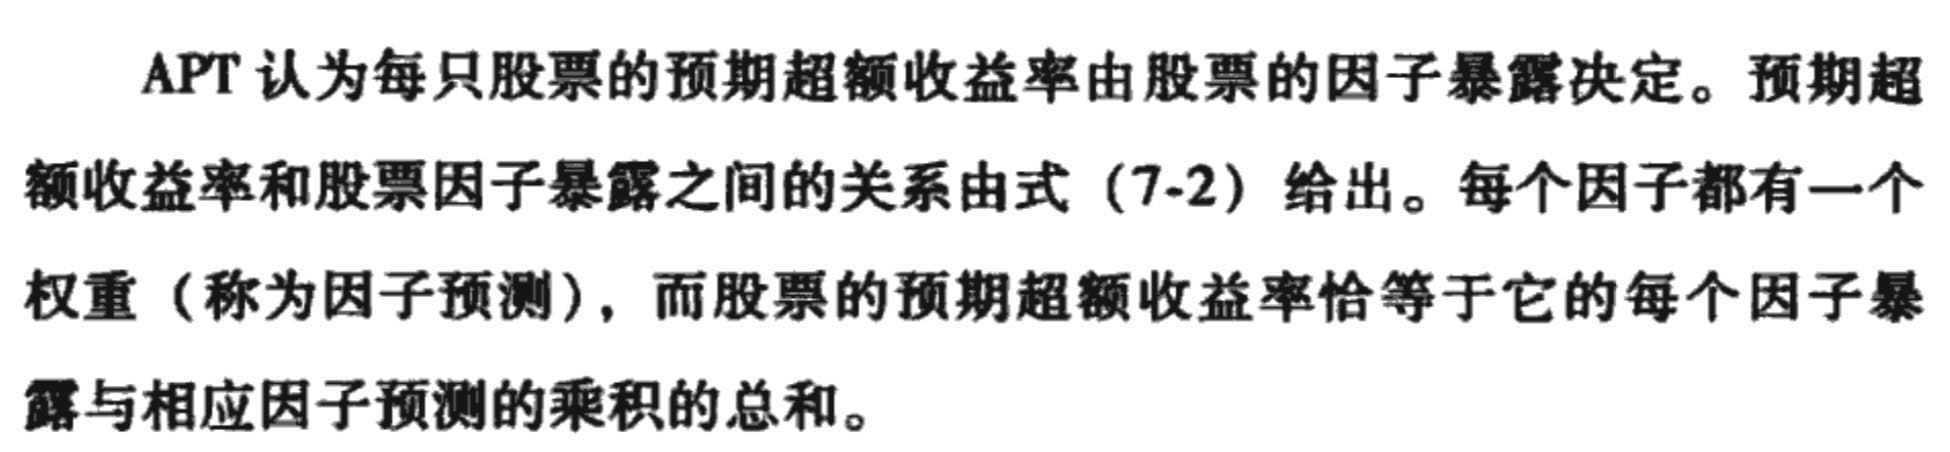 APT 认为每只股票的预期超额收益率由股票的因子暴露决定。预期超
额收益率和股票因子暴露之间的关系由式（7-2）给出。每个因子都有一个
权重（称为因子预测），而股票的预期超额收益率恰等于它的每个因子暴
露与相应因子预测的乘积的总和。